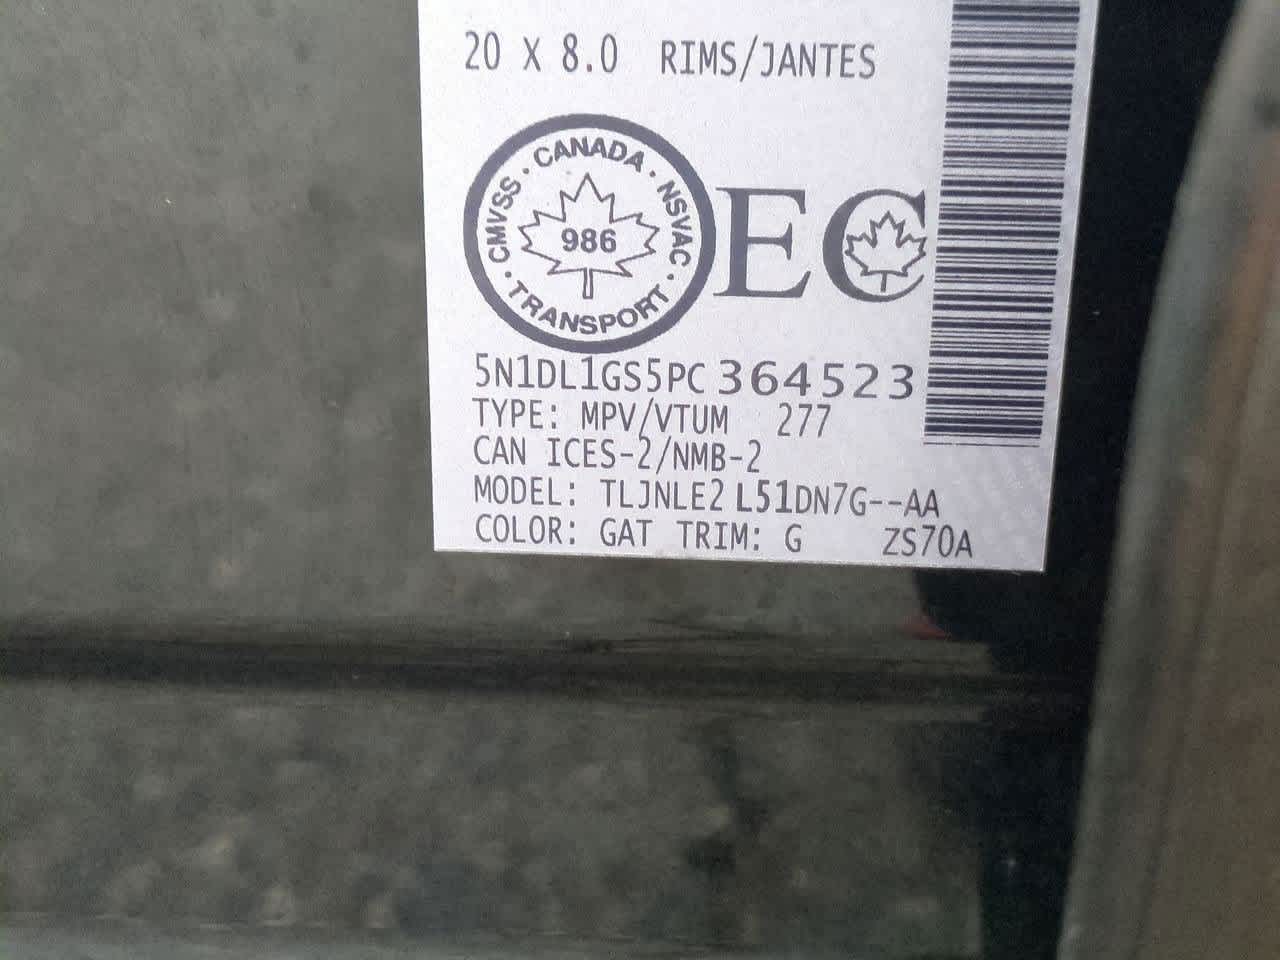 20 X 8.0 RIMS/JANTES
CMVSS · CANADA · NSVAC · TRANSPORT ·
986
EC
5N1DL1GS5PC364523
TYPE: MPV/VTUM 277
CAN ICES-2/NMB-2
MODEL: TLJNLE2 L51DN7G--AA
COLOR: GAT TRIM: G ZS70A